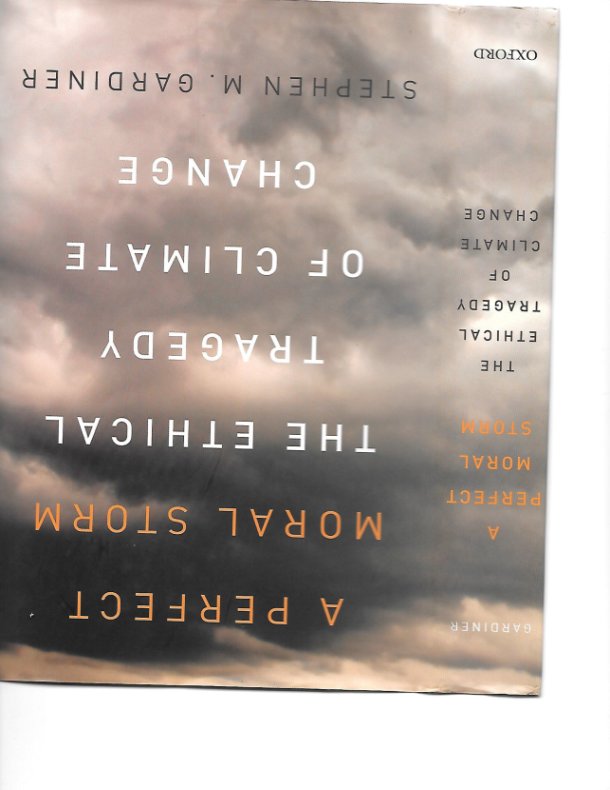 A PERFECT
MORAL STORM
THE ETHICAL
TRAGEDY
OF CLIMATE
CHANGE
STEPHEN M. GARDINER
GARDINER
A
PERFECT
MORAL
STORM
THE
ETHICAL
TRAGEDY
OF
CLIMATE
CHANGE
OXFORD